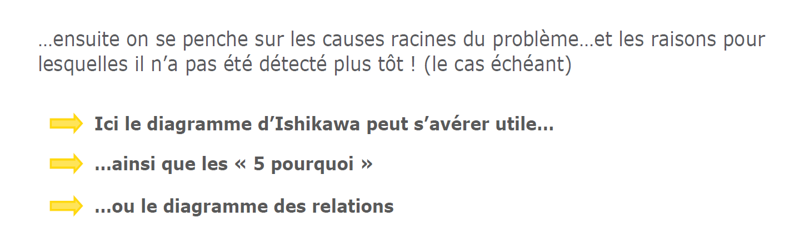 …ensuite on se penche sur les causes racines du problème…et les raisons pour
lesquelles il n’a pas été détecté plus tôt ! (le cas échéant)
Ici le diagramme d’Ishikawa peut s’avérer utile…
…ainsi que les « 5 pourquoi »
…ou le diagramme des relations